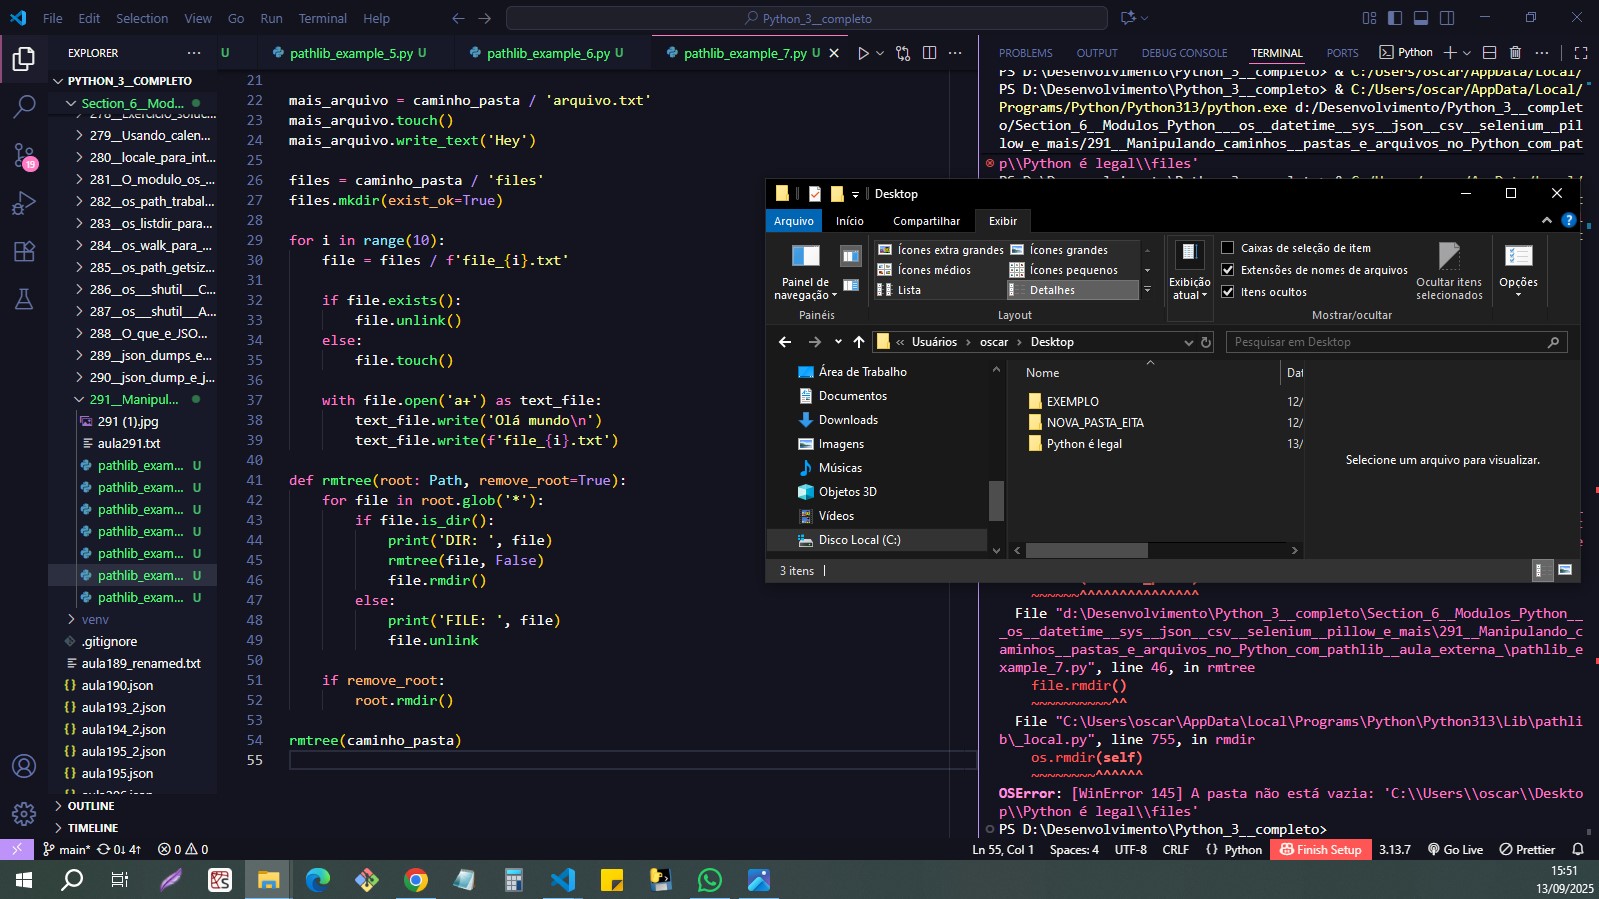 File Edit Selection View Go Run Terminal Help
Python_3__completo
EXPLORER
PYTHON_3__COMPLETO
Section_6__Mod...
279__Usando_calen...
280__locale_para_int...
281__O_modulo_os_...
282__os_path_trabal...
283__os_listdir_para...
284__os_walk_para_...
285__os_path_getsiz...
286__os___shutil__C...
287__os___shutil__A...
288__O_que_e_JSO...
289__json_dumps_e...
290__json_dump_e_j...
291__Manipul...
291 (1).jpg
aula291.txt
pathlib_exam... U
pathlib_exam... U
pathlib_exam... U
pathlib_exam... U
pathlib_exam... U
pathlib_exam... U
pathlib_exam... U
venv
.gitignore
aula189_renamed.txt
aula190.json
aula193_2.json
aula194_2.json
aula195_2.json
aula195.json
OUTLINE
TIMELINE
U pathlib_example_5.py U pathlib_example_6.py U pathlib_example_7.py U
21
22 mais_arquivo = caminho_pasta / 'arquivo.txt'
23 mais_arquivo.touch()
24 mais_arquivo.write_text('Hey')
25
26 files = caminho_pasta / 'files'
27 files.mkdir(exist_ok=True)
28
29 for i in range(10):
30 file = files / f'file_{i}.txt'
31
32 if file.exists():
33 file.unlink()
34 else:
35 file.touch()
36
37 with file.open('a+') as text_file:
38 text_file.write('Olá mundo\n')
39 text_file.write(f'file_{i}.txt')
40
41 def rmtree(root: Path, remove_root=True):
42 for file in root.glob('*'):
43 if file.is_dir():
44 print('DIR: ', file)
45 rmtree(file, False)
46 file.rmdir()
47 else:
48 print('FILE: ', file)
49 file.unlink
50
51 if remove_root:
52 root.rmdir()
53
54 rmtree(caminho_pasta)
55
PROBLEMS OUTPUT DEBUG CONSOLE TERMINAL PORTS Python
PS D:\Desenvolvimento\Python_3__completo> & C:/Users/oscar/AppData/Local/
PS D:\Desenvolvimento\Python_3__completo> & C:/Users/oscar/AppData/Local/
Programs/Python/Python313/python.exe d:/Desenvolvimento/Python_3__complet
o/Section_6__Modulos_Python___os__datetime__sys__json__csv__selenium__pil
low_e_mais/291__Manipulando_caminhos__pastas_e_arquivos_no_Python_com_pat
p\\Python é legal\\files'
Desktop
Arquivo Início Compartilhar Exibir
Painel de navegação
Ícones extra grandes Ícones grandes
Ícones médios Ícones pequenos
Lista Detalhes
Exibição atual
Caixas de seleção de item
Extensões de nomes de arquivos
Itens ocultos
Ocultar itens selecionados
Opções
Painéis Layout Mostrar/ocultar
« Usuários › oscar › Desktop
Pesquisar em Desktop
Área de Trabalho
Documentos
Downloads
Imagens
Músicas
Objetos 3D
Vídeos
Disco Local (C:)
Nome
EXEMPLO 12/
NOVA_PASTA_EITA 12/
Python é legal 13/
Selecione um arquivo para visualizar.
3 itens
File "d:\Desenvolvimento\Python_3__completo\Section_6__Modulos_Python__
_os__datetime__sys__json__csv__selenium__pillow_e_mais\291__Manipulando_c
aminhos__pastas_e_arquivos_no_Python_com_pathlib__aula_externa_\pathlib_e
xample_7.py", line 46, in rmtree
file.rmdir()
~~~~~~~~~~^^
File "C:\Users\oscar\AppData\Local\Programs\Python\Python313\Lib\pathli
b\_local.py", line 755, in rmdir
os.rmdir(self)
~~~~~~~~^^^^^^
OSError: [WinError 145] A pasta não está vazia: 'C:\\Users\\oscar\\Deskto
p\\Python é legal\\files'
PS D:\Desenvolvimento\Python_3__completo>
main* 0↓ 4↑ 0 0
Ln 55, Col 1 Spaces: 4 UTF-8 CRLF {} Python Finish Setup 3.13.7 Go Live Prettier
15:51
13/09/2025